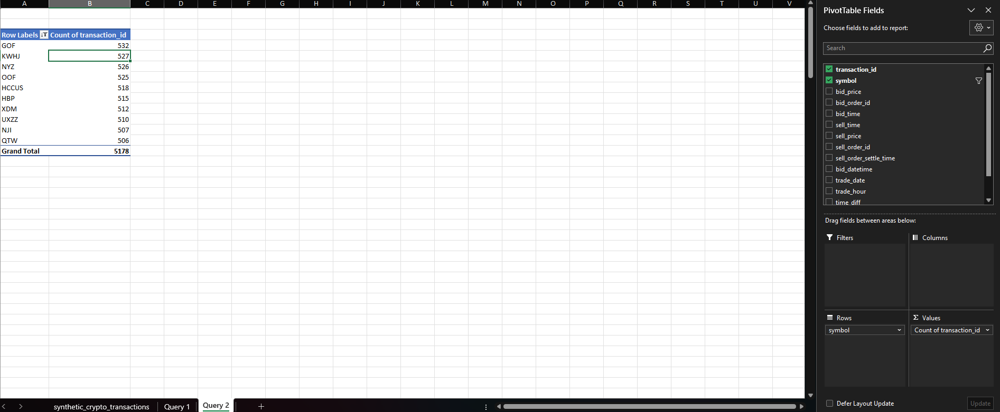 A B C D E F G H I J K L M N O P Q R S T U V
Row Labels Count of transaction_id
GOF 532
KWHJ 527
NYZ 526
OOF 525
HCCUS 518
HBP 515
XDM 512
UXZZ 510
NJI 507
QTW 506
Grand Total 5178
synthetic_crypto_transactions Query 1 Query 2
PivotTable Fields
Choose fields to add to report:
Search
transaction_id
symbol
bid_price
bid_order_id
bid_time
sell_time
sell_price
sell_order_id
sell_order_settle_time
bid_datetime
trade_date
trade_hour
time_diff
Drag fields between areas below:
Filters
Columns
Rows
symbol
Σ Values
Count of transaction_id
Defer Layout Update
Update